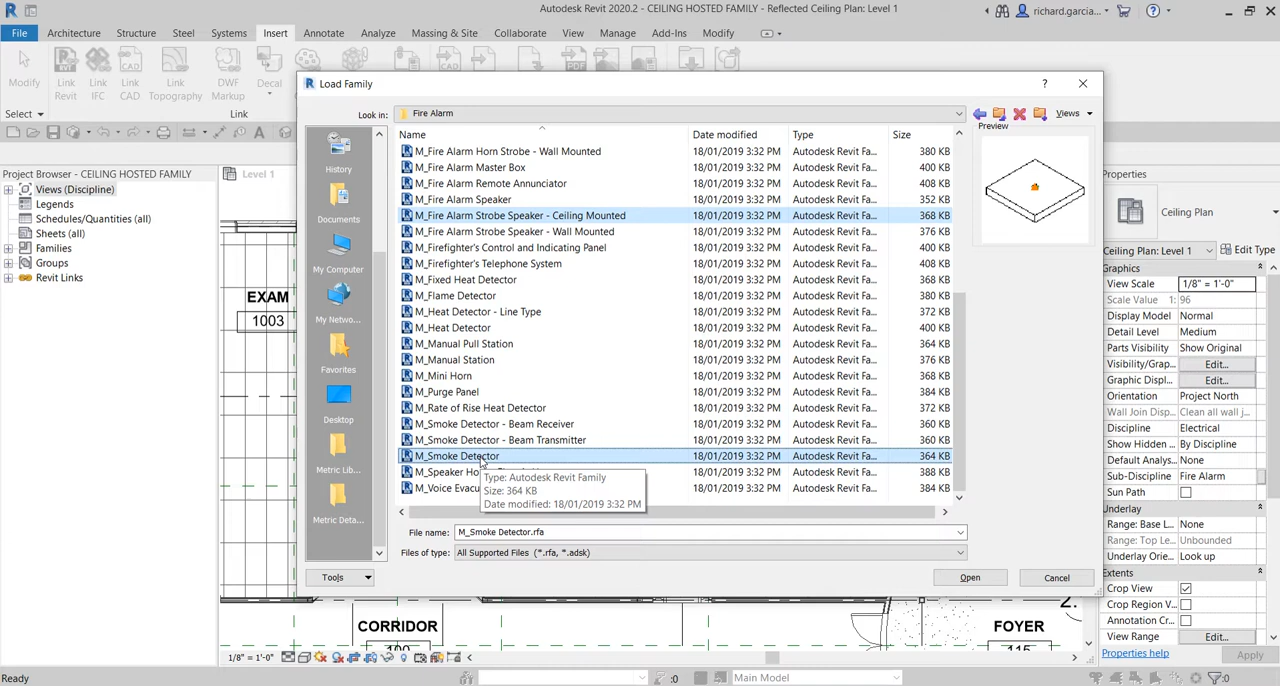 Autodesk Revit 2020.2 - CEILING HOSTED FAMILY - Reflected Ceiling Plan: Level 1
richard.garcia...
File Architecture Structure Steel Systems Insert Annotate Analyze Massing & Site Collaborate View Manage Add-Ins Modify
Modify
Link Revit
Link IFC
Link CAD
Link Topography
DWF Markup
Decal
Select
Link
Load Family
Look in: Fire Alarm
Views
Name Date modified Type Size
Preview
M_Fire Alarm Horn Strobe - Wall Mounted 18/01/2019 3:32 PM Autodesk Revit Fa... 380 KB
M_Fire Alarm Master Box 18/01/2019 3:32 PM Autodesk Revit Fa... 400 KB
M_Fire Alarm Remote Annunciator 18/01/2019 3:32 PM Autodesk Revit Fa... 408 KB
M_Fire Alarm Speaker 18/01/2019 3:32 PM Autodesk Revit Fa... 352 KB
M_Fire Alarm Strobe Speaker - Ceiling Mounted 18/01/2019 3:32 PM Autodesk Revit Fa... 368 KB
M_Fire Alarm Strobe Speaker - Wall Mounted 18/01/2019 3:32 PM Autodesk Revit Fa... 376 KB
M_Firefighter's Control and Indicating Panel 18/01/2019 3:32 PM Autodesk Revit Fa... 400 KB
M_Firefighter's Telephone System 18/01/2019 3:32 PM Autodesk Revit Fa... 408 KB
M_Fixed Heat Detector 18/01/2019 3:32 PM Autodesk Revit Fa... 368 KB
M_Flame Detector 18/01/2019 3:32 PM Autodesk Revit Fa... 380 KB
M_Heat Detector - Line Type 18/01/2019 3:32 PM Autodesk Revit Fa... 372 KB
M_Heat Detector 18/01/2019 3:32 PM Autodesk Revit Fa... 400 KB
M_Manual Pull Station 18/01/2019 3:32 PM Autodesk Revit Fa... 364 KB
M_Manual Station 18/01/2019 3:32 PM Autodesk Revit Fa... 376 KB
M_Mini Horn 18/01/2019 3:32 PM Autodesk Revit Fa... 368 KB
M_Purge Panel 18/01/2019 3:32 PM Autodesk Revit Fa... 384 KB
M_Rate of Rise Heat Detector 18/01/2019 3:32 PM Autodesk Revit Fa... 372 KB
M_Smoke Detector - Beam Receiver 18/01/2019 3:32 PM Autodesk Revit Fa... 360 KB
M_Smoke Detector - Beam Transmitter 18/01/2019 3:32 PM Autodesk Revit Fa... 360 KB
M_Smoke Detector 18/01/2019 3:32 PM Autodesk Revit Fa... 364 KB
M_Speaker Ho 18/01/2019 3:32 PM Autodesk Revit Fa... 388 KB
M_Voice Evacu 18/01/2019 3:32 PM Autodesk Revit Fa... 384 KB
Type: Autodesk Revit Family
Size: 364 KB
Date modified: 18/01/2019 3:32 PM
File name: M_Smoke Detector.rfa
Files of type: All Supported Files (*.rfa, *.adsk)
Tools
Open
Cancel
History
Documents
My Computer
My Netwo...
Favorites
Desktop
Metric Lib...
Metric Deta...
Project Browser - CEILING HOSTED FAMILY
Views (Discipline)
Legends
Schedules/Quantities (all)
Sheets (all)
Families
Groups
Revit Links
Level 1
EXAM
1003
CORRIDOR
FOYER
Properties
Ceiling Plan
Ceiling Plan: Level 1
Edit Type
Graphics
View Scale 1/8" = 1'-0"
Scale Value 1: 96
Display Model Normal
Detail Level Medium
Parts Visibility Show Original
Visibility/Grap... Edit...
Graphic Displ... Edit...
Orientation Project North
Wall Join Disp... Clean all wall j...
Discipline Electrical
Show Hidden ... By Discipline
Default Analys... None
Sub-Discipline Fire Alarm
Sun Path
Underlay
Range: Base L... None
Range: Top Le... Unbounded
Underlay Orie... Look up
Extents
Crop View
Crop Region V...
Annotation Cr...
View Range Edit...
Properties help
Apply
1/8" = 1'-0"
Ready
:0
Main Model
:0